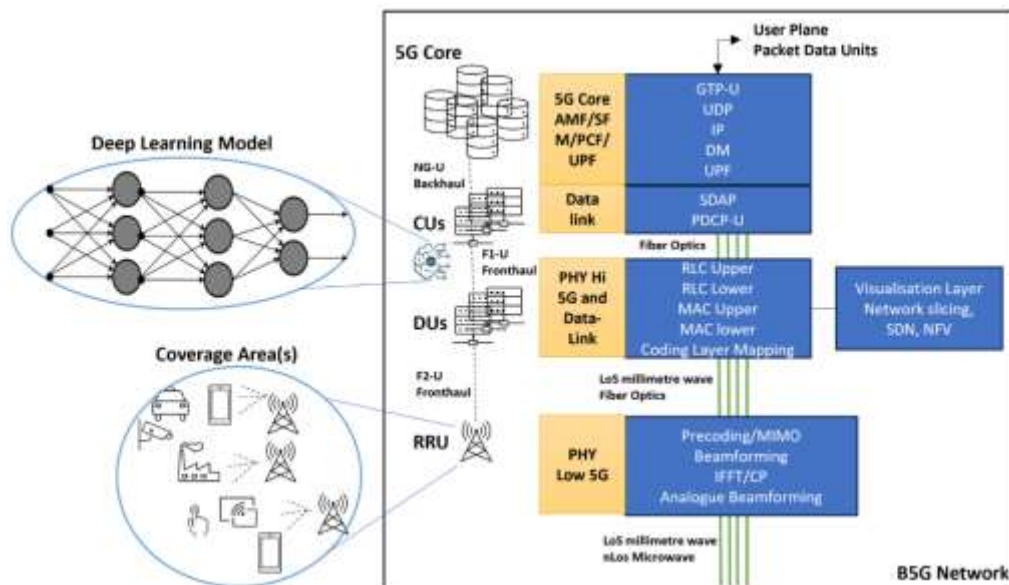 User Plane
Packet Data Units
5G Core
5G Core
AMF/SF
M/PCF/
UPF
GTP-U
UDP
IP
DM
UPF
Deep Learning Model
NG-U
Backhaul
Data
link
SDAP
PDCP-U
CUs
Fiber Optics
F1-U
Fronthaul
PHY Hi
5G and
Data-
Link
RLC Upper
RLC Lower
MAC Upper
MAC lower
Coding Layer Mapping
Visualisation Layer
Network slicing,
SDN, NFV
DUs
Coverage Area(s)
F2-U
Fronthaul
LoS millimetre wave
Fiber Optics
RRU
PHY
Low 5G
Precoding/MIMO
Beamforming
IFFT/CP
Analogue Beamforming
LoS millimetre wave
nLos Microwave
B5G Network